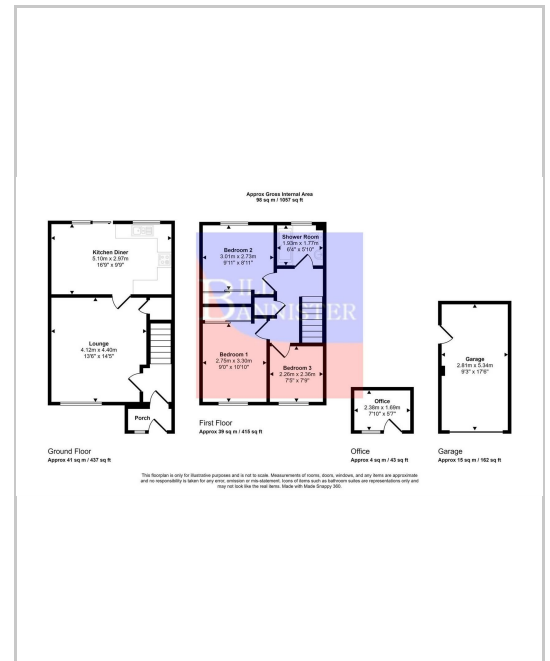 Approx Gross Internal Area
98 sq m / 1057 sq ft
Kitchen Diner
5.10m x 2.97m
16'9" x 9'9"
Lounge
4.12m x 4.40m
13'6" x 14'5"
Porch
Ground Floor
Approx 41 sq m / 437 sq ft
Bedroom 2
3.01m x 2.73m
9'11" x 8'11"
Shower Room
1.93m x 1.77m
6'4" x 5'10"
BILL
BANNISTER
Bedroom 1
2.75m x 3.30m
9'0" x 10'10"
Bedroom 3
2.26m x 2.36m
7'5" x 7'9"
First Floor
Approx 39 sq m / 415 sq ft
Office
2.38m x 1.69m
7'10" x 5'7"
Office
Approx 4 sq m / 43 sq ft
Garage
2.81m x 5.34m
9'3" x 17'6"
Garage
Approx 15 sq m / 162 sq ft
This floorplan is only for illustrative purposes and is not to scale. Measurements of rooms, doors, windows, and any items are approximate
and no responsibility is taken for any error, omission or mis-statement. Icons of items such as bathroom suites are representations only and
may not look like the real items. Made with Made Snappy 360.